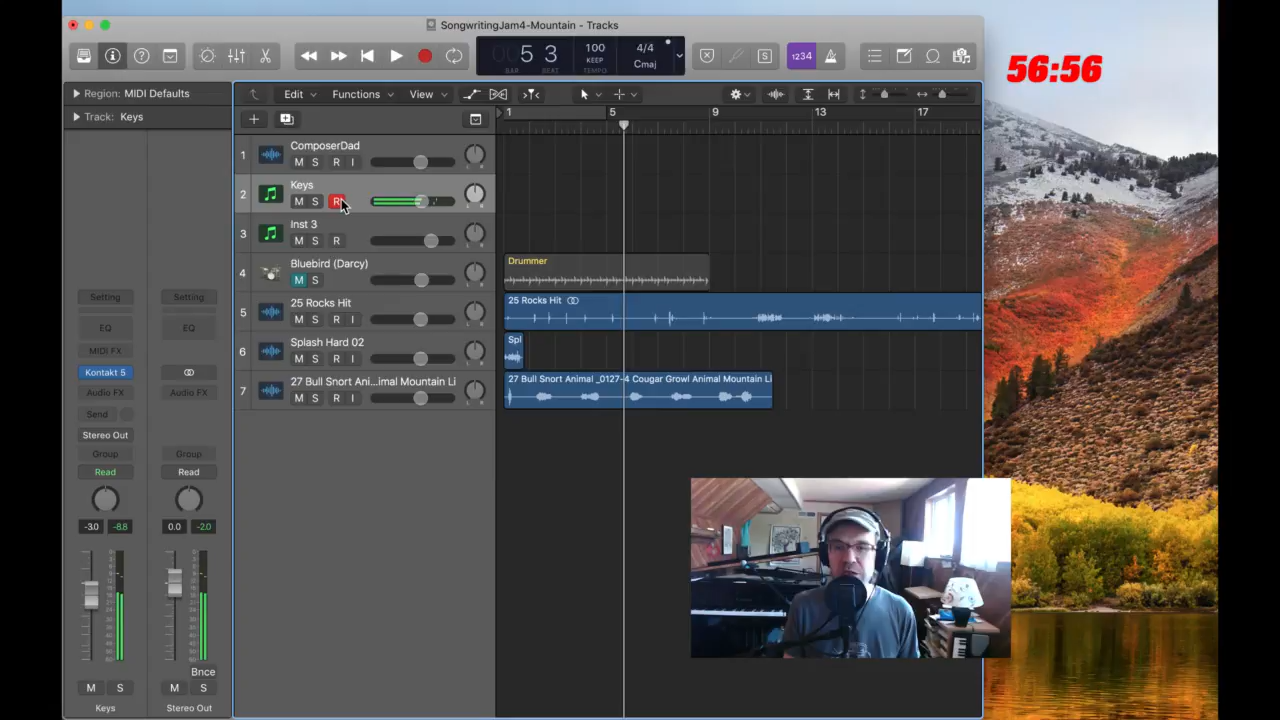 SongwritingJam4-Mountain - Tracks
56:56
5 3
BAR BEAT
100
KEEP
TEMPO
4/4
Cmaj
S
1234
Region: MIDI Defaults
Track: Keys
Edit
Functions
View
1
5
9
13
17
1
ComposerDad
M S R I
L R
2
Keys
M S R
L R
3
Inst 3
M S R
L R
4
Bluebird (Darcy)
M S
L R
5
25 Rocks Hit
M S R I
L R
6
Splash Hard 02
M S R I
L R
7
27 Bull Snort Ani...imal Mountain Li
M S R I
L R
Drummer
25 Rocks Hit
Spl
27 Bull Snort Animal _0127-4 Cougar Growl Animal Mountain Li
Setting Setting
EQ EQ
MIDI FX
Kontakt 5
Audio FX Audio FX
Send
Stereo Out
Group Group
Read Read
-3.0 -8.8 0.0 -2.0
Bnce
M S M S
Keys Stereo Out